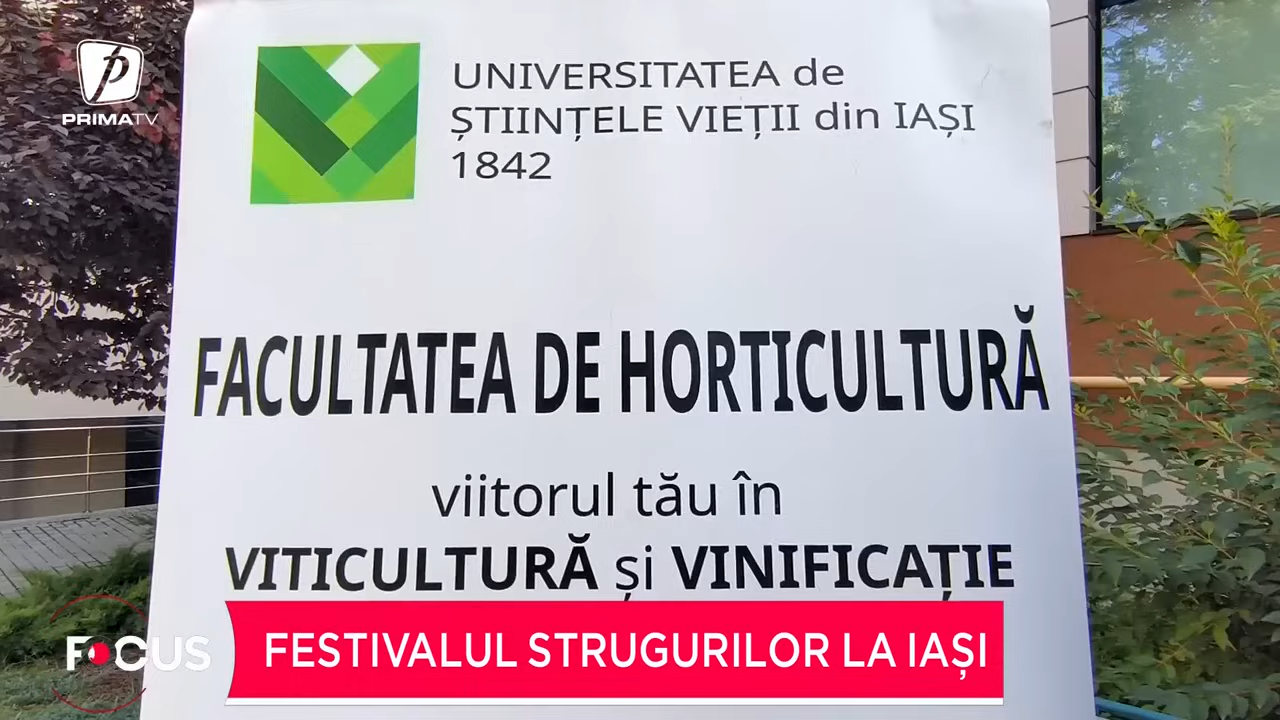 PRIMATV
UNIVERSITATEA de
ȘTIINȚELE VIEȚII din IAȘI
1842
FACULTATEA DE HORTICULTURĂ
viitorul tău în
VITICULTURĂ și VINIFICAȚIE
FOCUS
FESTIVALUL STRUGURILOR LA IAȘI